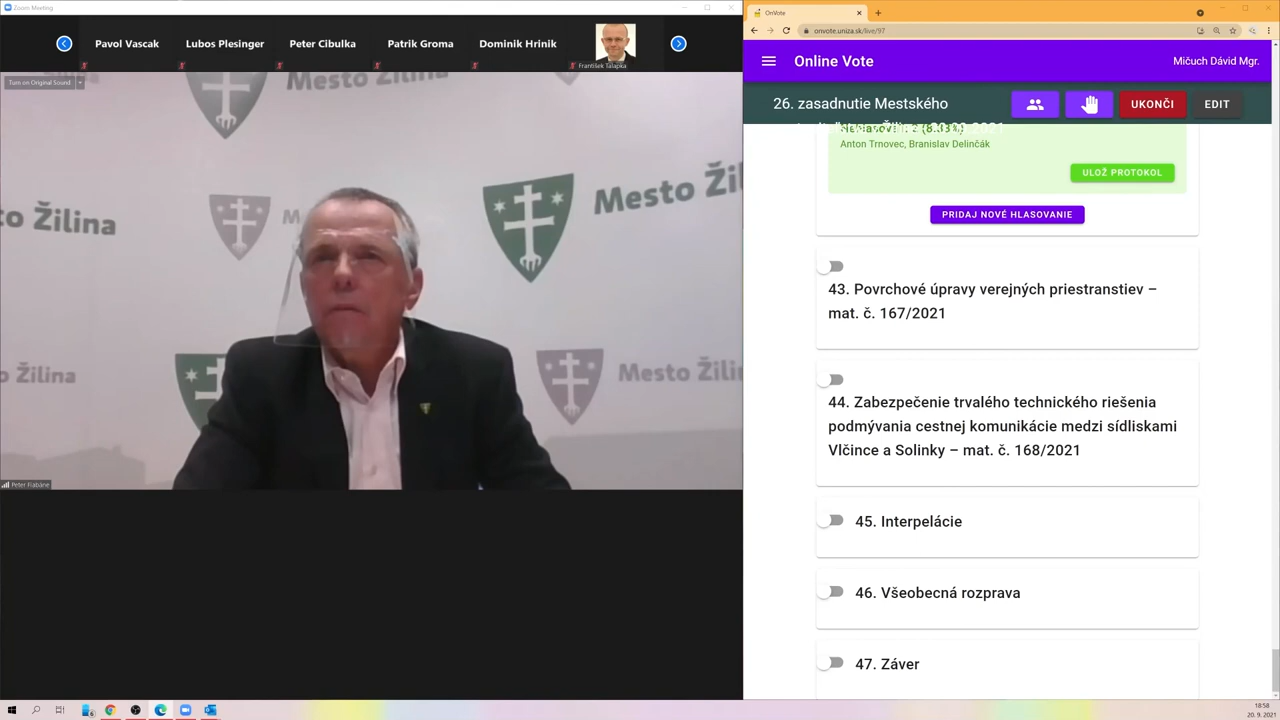 Zoom Meeting
Pavol Vascak
Lubos Plesinger
Peter Cibulka
Patrik Groma
Dominik Hrinik
František Talapka
Turn on Original Sound
Mesto Žilina
Mesto
sto Žilina
M
Mesto Žil
o Žilina
Mesto Žilina
Peter Fiabáne
OnVote
onvote.uniza.sk/live/97
Online Vote
Mičuch Dávid Mgr.
26. zasadnutie Mestského
UKONČI
EDIT
Anton Trnovec, Branislav Delinčák
ULOŽ PROTOKOL
PRIDAJ NOVÉ HLASOVANIE
43. Povrchové úpravy verejných priestranstiev –
mat. č. 167/2021
44. Zabezpečenie trvalého technického riešenia
podmývania cestnej komunikácie medzi sídliskami
Vlčince a Solinky – mat. č. 168/2021
45. Interpelácie
46. Všeobecná rozprava
47. Záver
18:58
20. 9. 2021